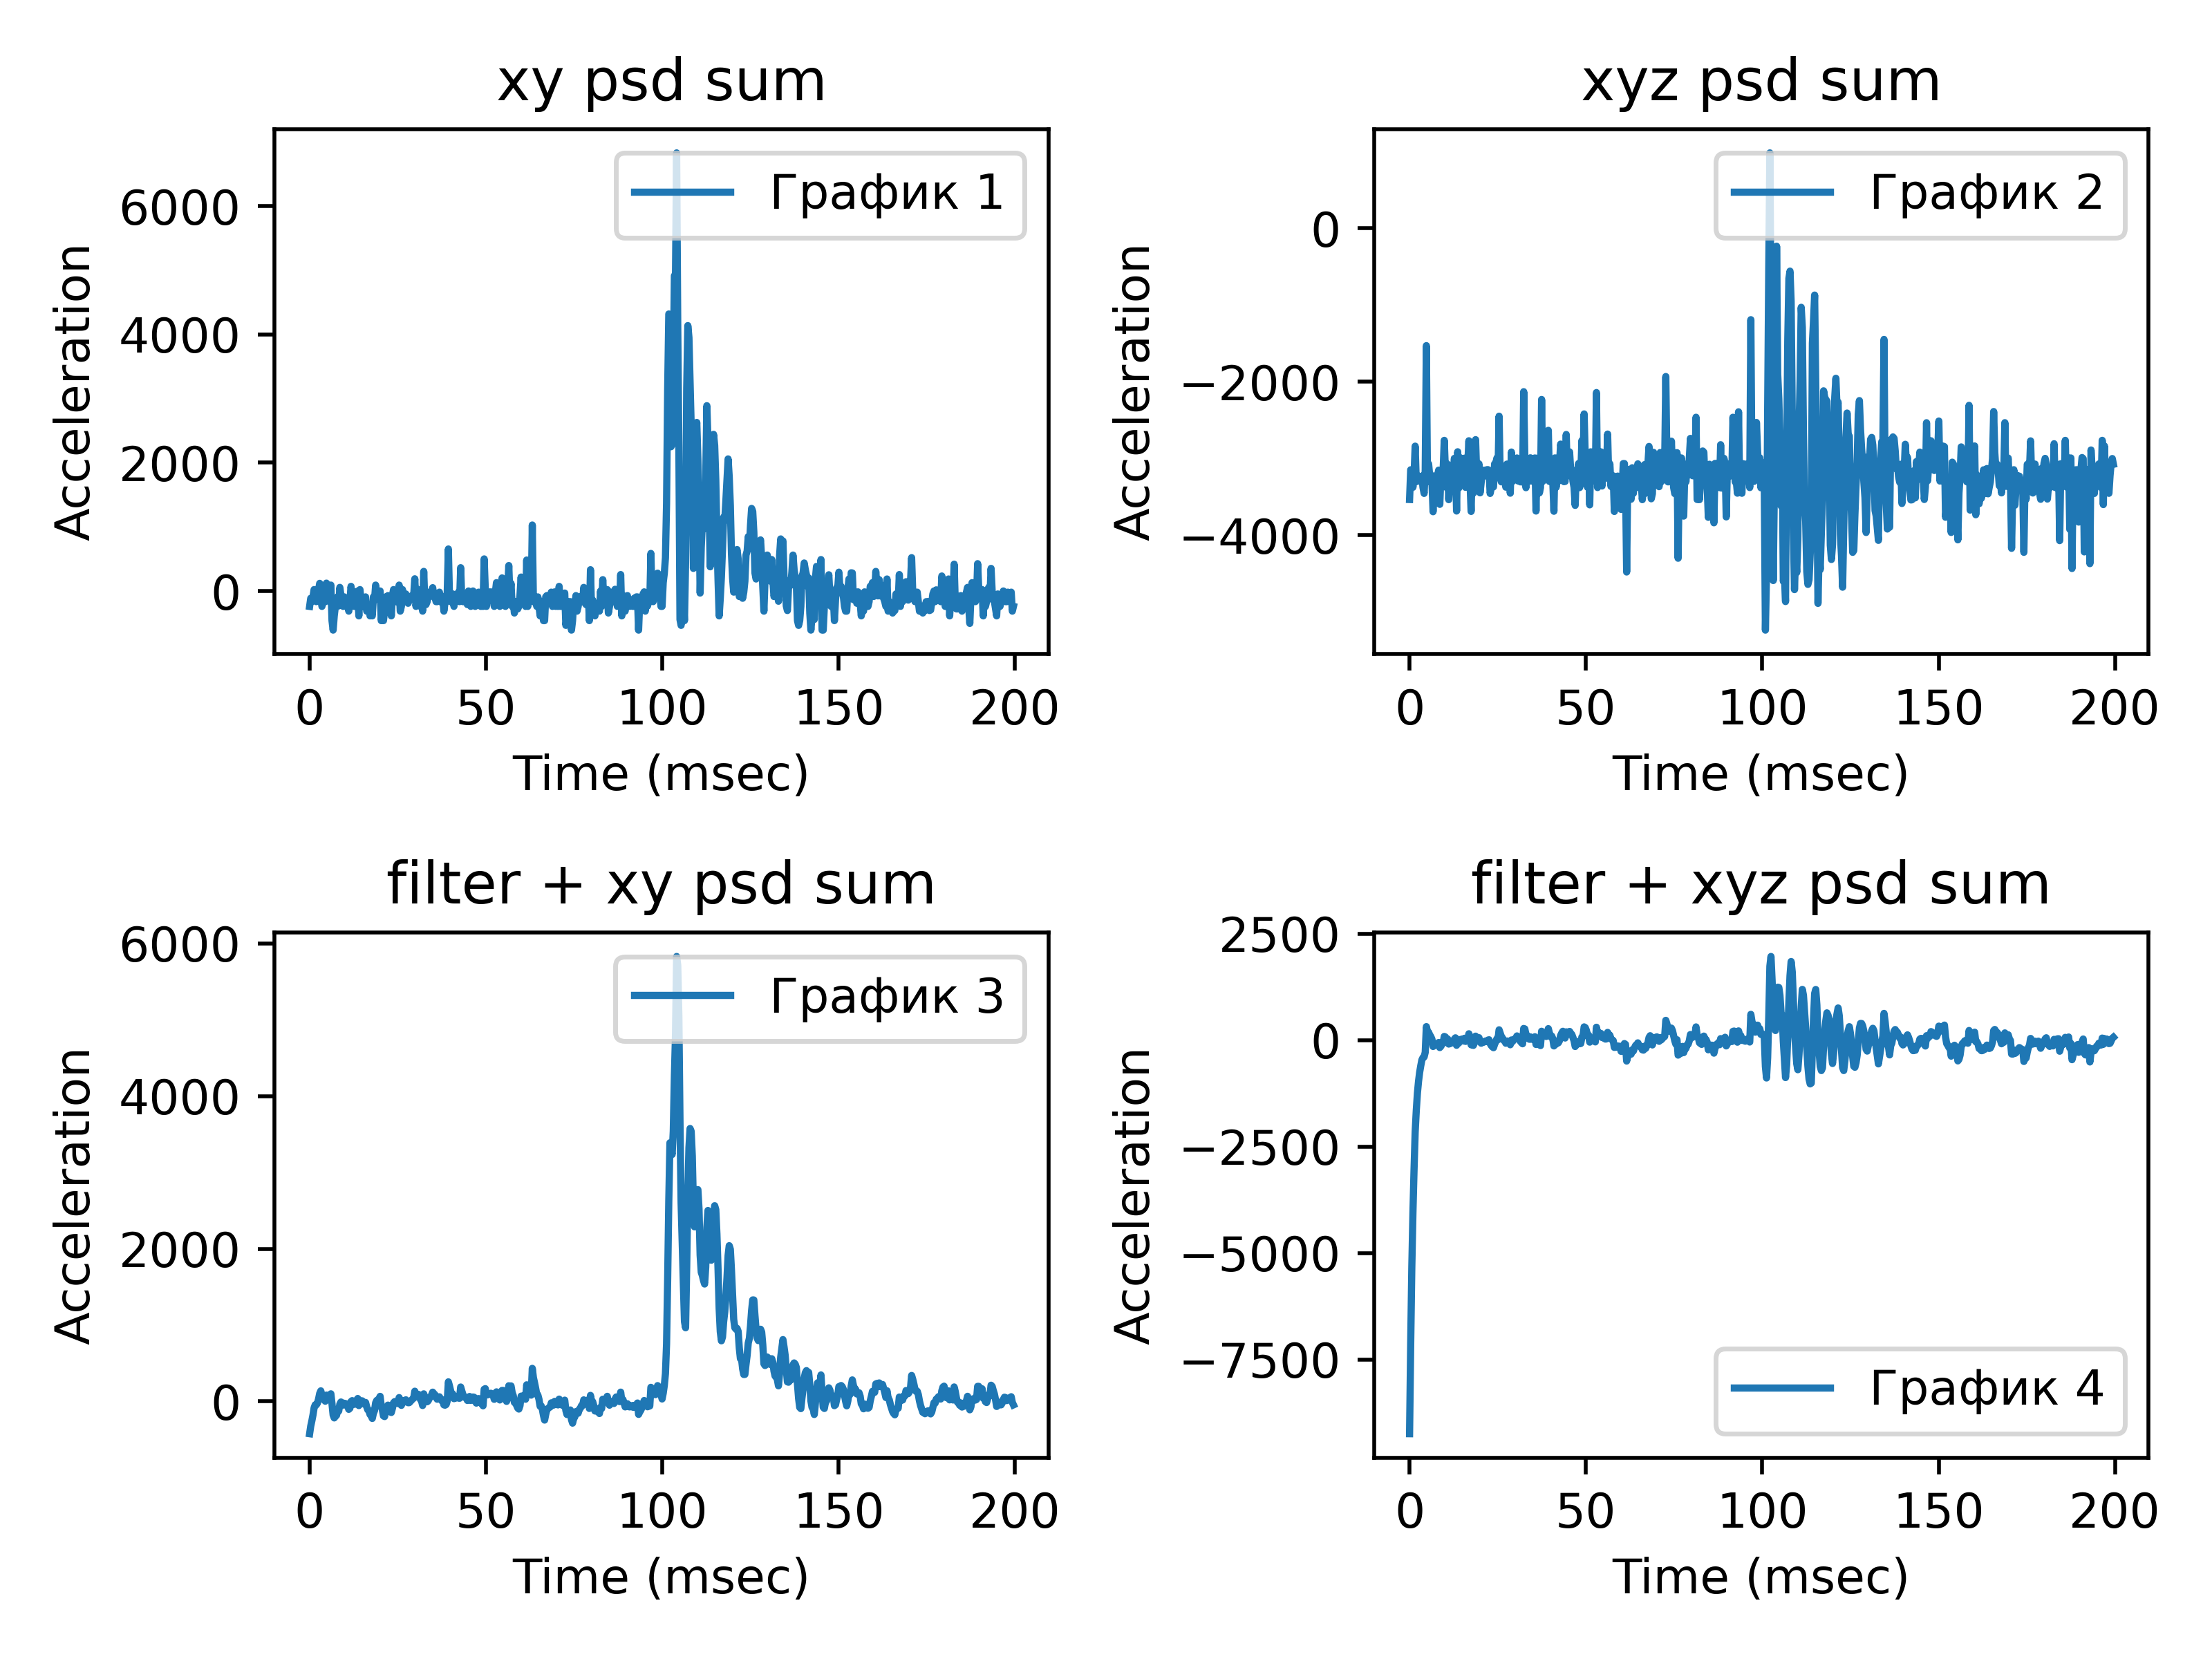 xy psd sum
Acceleration
6000
4000
2000
0
График 1
0 50 100 150 200
Time (msec)
xyz psd sum
Acceleration
0
−2000
−4000
График 2
0 50 100 150 200
Time (msec)
filter + xy psd sum
Acceleration
6000
4000
2000
0
График 3
0 50 100 150 200
Time (msec)
filter + xyz psd sum
Acceleration
2500
0
−2500
−5000
−7500
График 4
0 50 100 150 200
Time (msec)